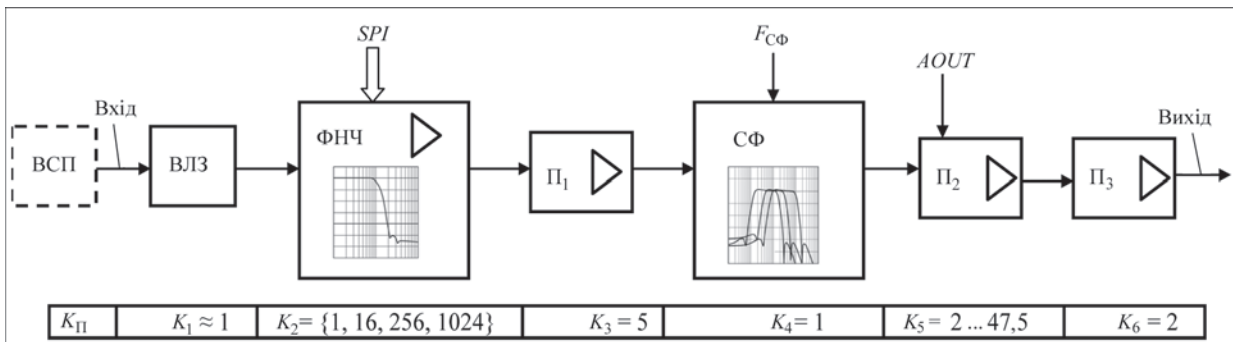 SPI
F_СФ
AOUT
Вхід
Вихід
ВСП
ВЛЗ
ФНЧ
П₁
СФ
П₂
П₃
K_П
K₁ ≈ 1
K₂= {1, 16, 256, 1024}
K₃ = 5
K₄ = 1
K₅ = 2 ... 47,5
K₆ = 2